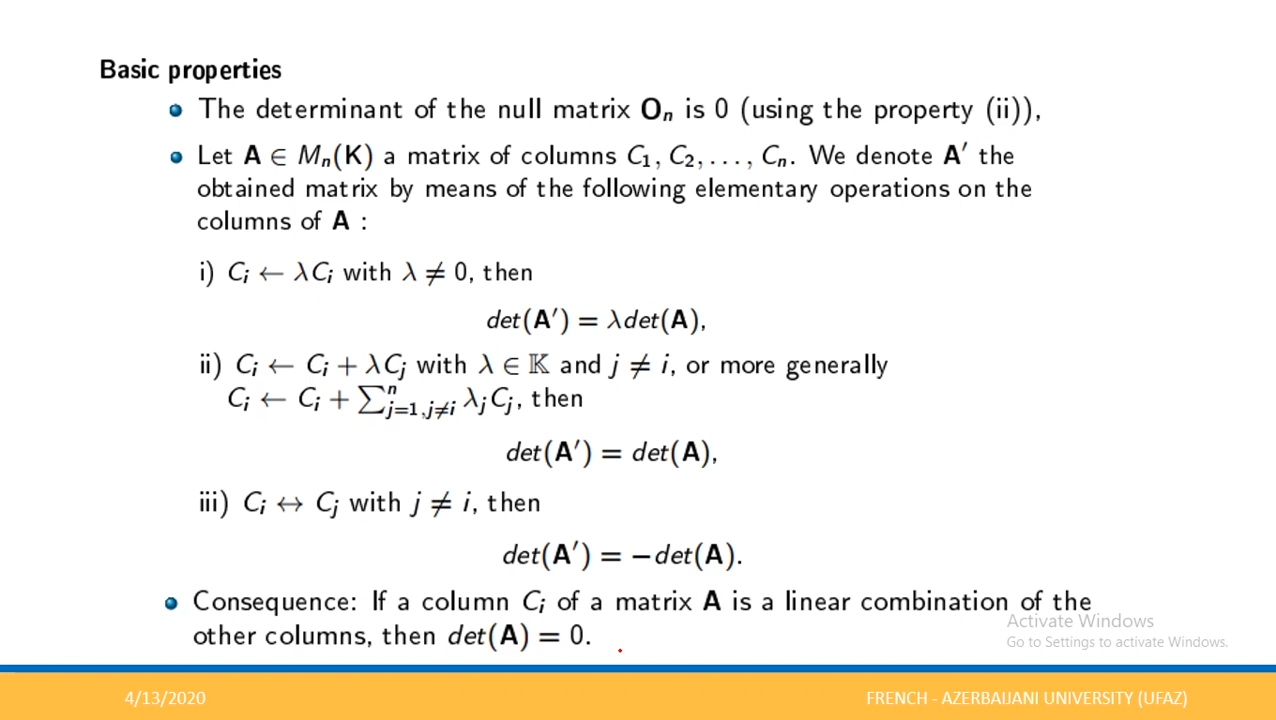 Basic properties
The determinant of the null matrix Oₙ is 0 (using the property (ii)),
Let A ∈ Mₙ(K) a matrix of columns C₁, C₂, . . . , Cₙ. We denote A′ the
obtained matrix by means of the following elementary operations on the
columns of A :
i) Cᵢ ← λCᵢ with λ ≠ 0, then
det(A′) = λdet(A),
ii) Cᵢ ← Cᵢ + λCⱼ with λ ∈ 𝕂 and j ≠ i, or more generally
Cᵢ ← Cᵢ + ∑ⁿⱼ₌₁,ⱼ≠ᵢ λⱼCⱼ, then
det(A′) = det(A),
iii) Cᵢ ↔ Cⱼ with j ≠ i, then
det(A′) = −det(A).
Consequence: If a column Cᵢ of a matrix A is a linear combination of the
other columns, then det(A) = 0.
Activate Windows
Go to Settings to activate Windows.
4/13/2020
FRENCH - AZERBAIJANI UNIVERSITY (UFAZ)